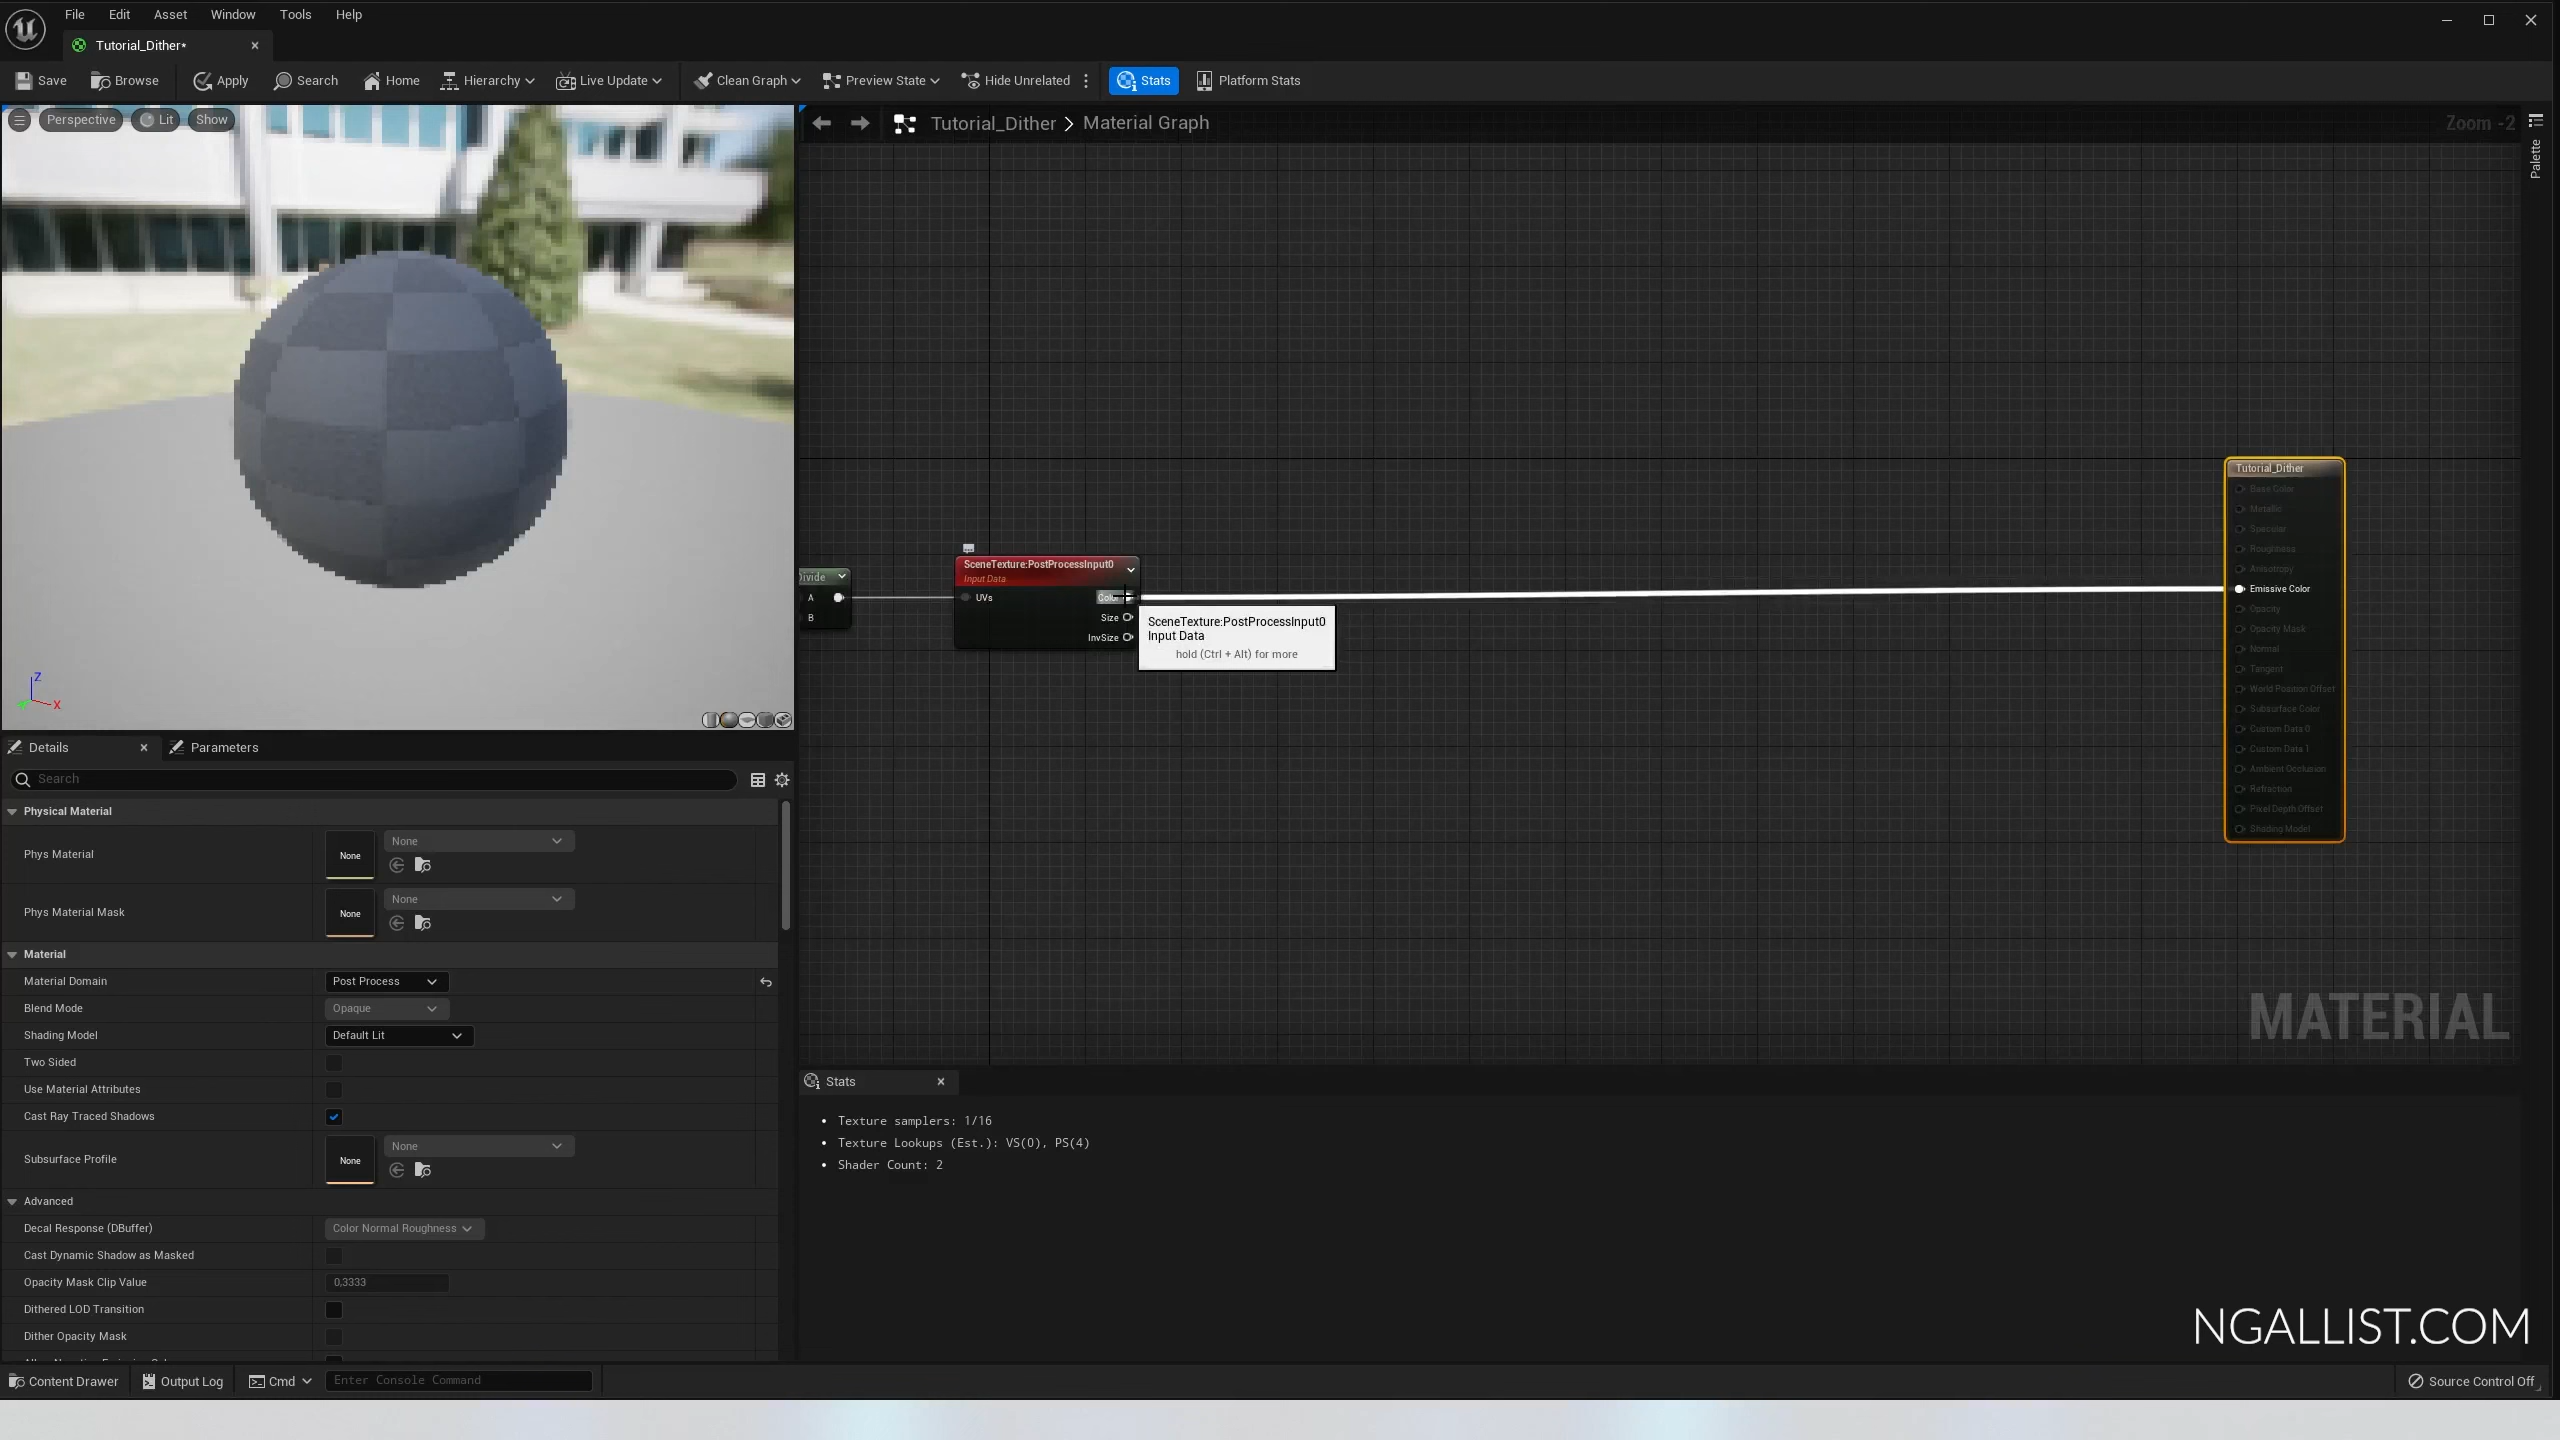 File Edit Asset Window Tools Help
Tutorial_Dither*
Save Browse Apply Search Home Hierarchy Live Update Clean Graph Preview State Hide Unrelated Stats Platform Stats
Perspective Lit Show
Tutorial_Dither > Material Graph
Zoom -2
Palette
Z
X
Divide
A
B
SceneTexture:PostProcessInput0
Input Data
UVs
Color
Size
InvSize
SceneTexture:PostProcessInput0
Input Data
hold (Ctrl + Alt) for more
Tutorial_Dither
Base Color
Metallic
Specular
Roughness
Anisotropy
Emissive Color
Opacity
Opacity Mask
Normal
Tangent
World Position Offset
Subsurface Color
Custom Data 0
Custom Data 1
Ambient Occlusion
Refraction
Pixel Depth Offset
Shading Model
MATERIAL
Details Parameters
Search
Physical Material
Phys Material None None
Phys Material Mask None None
Material
Material Domain Post Process
Blend Mode Opaque
Shading Model Default Lit
Two Sided
Use Material Attributes
Cast Ray Traced Shadows
Subsurface Profile None None
Advanced
Decal Response (DBuffer) Color Normal Roughness
Cast Dynamic Shadow as Masked
Opacity Mask Clip Value 0,3333
Dithered LOD Transition
Dither Opacity Mask
Stats
• Texture samplers: 1/16
• Texture Lookups (Est.): VS(0), PS(4)
• Shader Count: 2
NGALLIST.COM
Content Drawer Output Log Cmd Enter Console Command Source Control Off